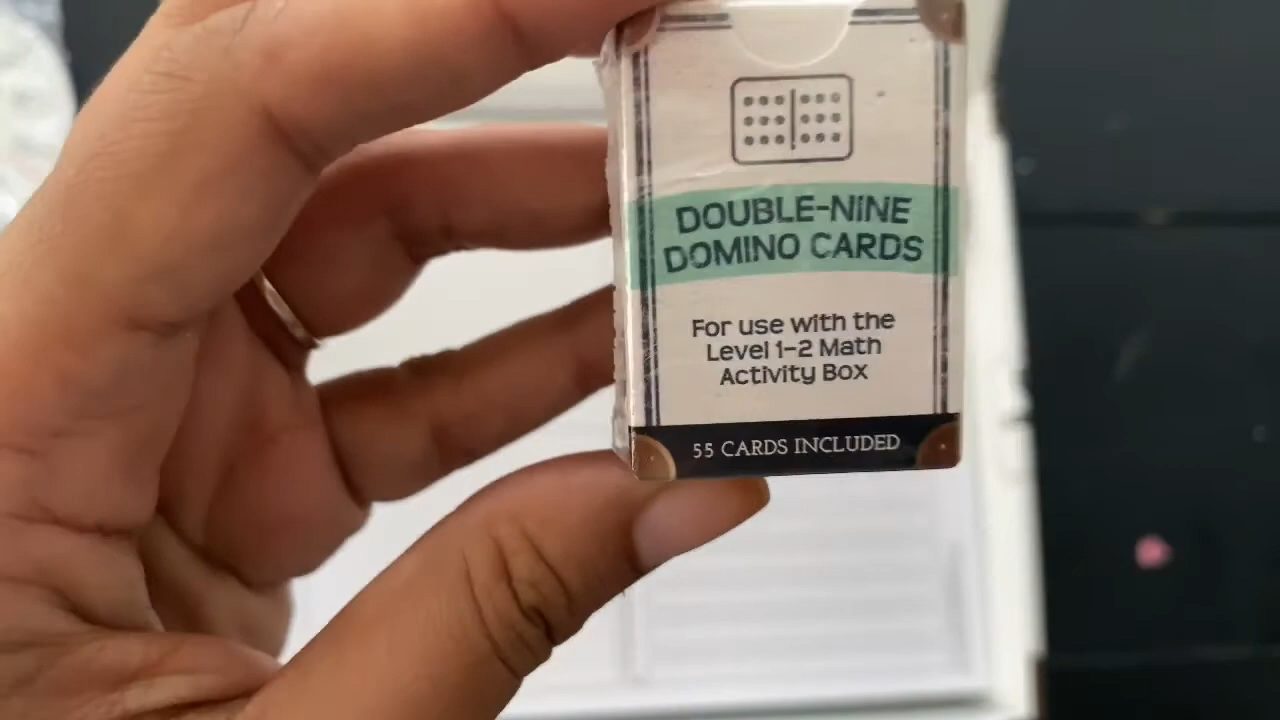 DOUBLE-NINE
DOMINO CARDS
For use with the
Level 1-2 Math
Activity Box
55 CARDS INCLUDED